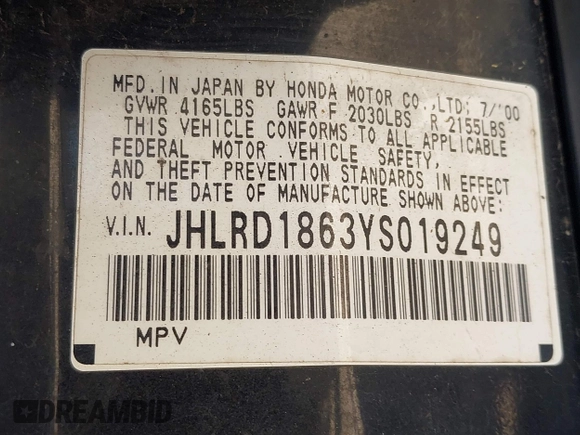 MFD. IN JAPAN BY HONDA MOTOR CO.,LTD: 7/'00
GVWR 4165LBS GAWR F 2030LBS R 2155LBS
THIS VEHICLE CONFORMS TO ALL APPLICABLE
FEDERAL MOTOR VEHICLE SAFETY,
AND THEFT PREVENTION STANDARDS IN EFFECT
ON THE DATE OF MANUFACTURE SHOWN ABOVE:
V.I.N. JHLRD1863YS019249
MPV
DREAMBID